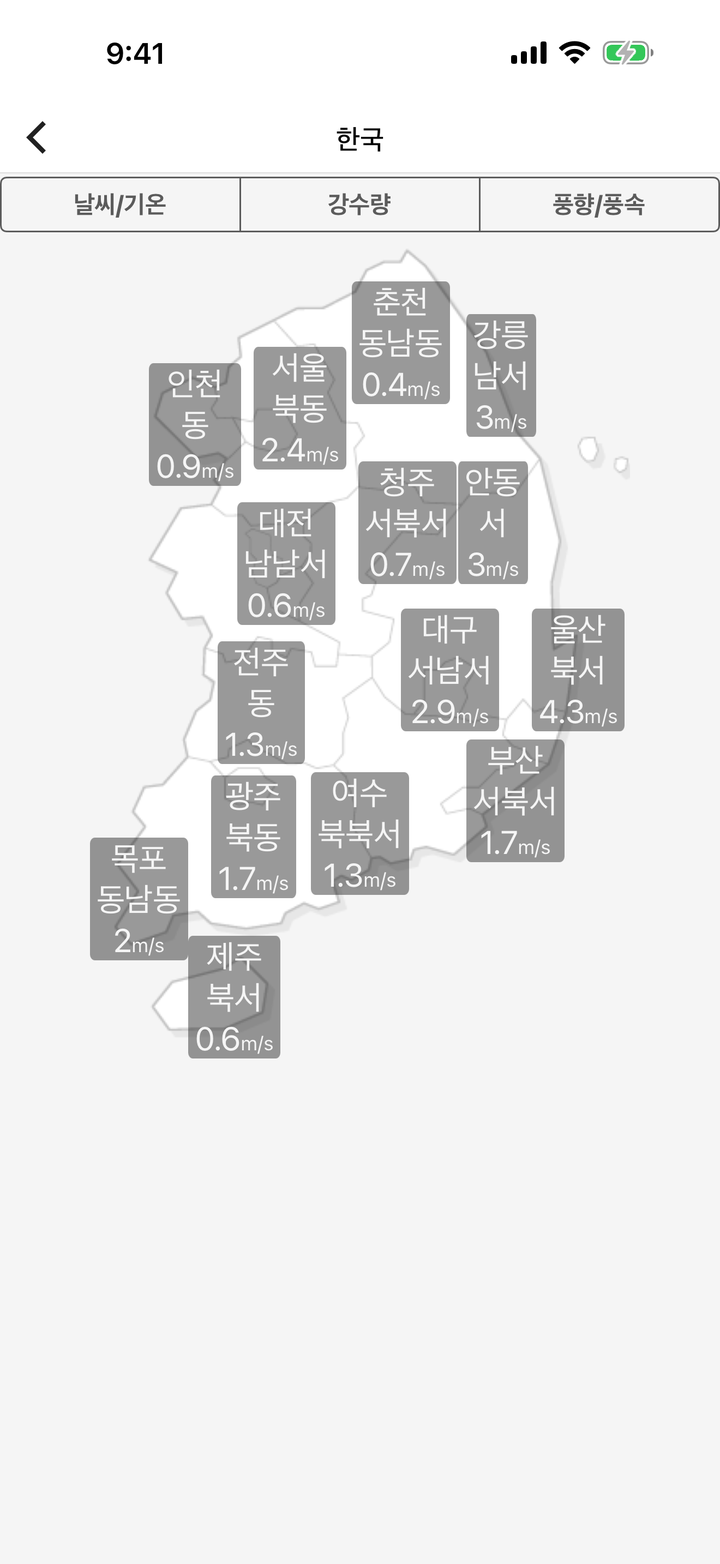 9:41
한국
날씨/기온
강수량
풍향/풍속
춘천
동남동
0.4m/s
강릉
남서
3m/s
서울
북동
2.4m/s
인천
동
0.9m/s
청주
서북서
0.7m/s
안동
서
3m/s
대전
남남서
0.6m/s
대구
서남서
2.9m/s
울산
북서
4.3m/s
전주
동
1.3m/s
부산
서북서
1.7m/s
광주
북동
1.7m/s
여수
북북서
1.3m/s
목포
동남동
2m/s
제주
북서
0.6m/s